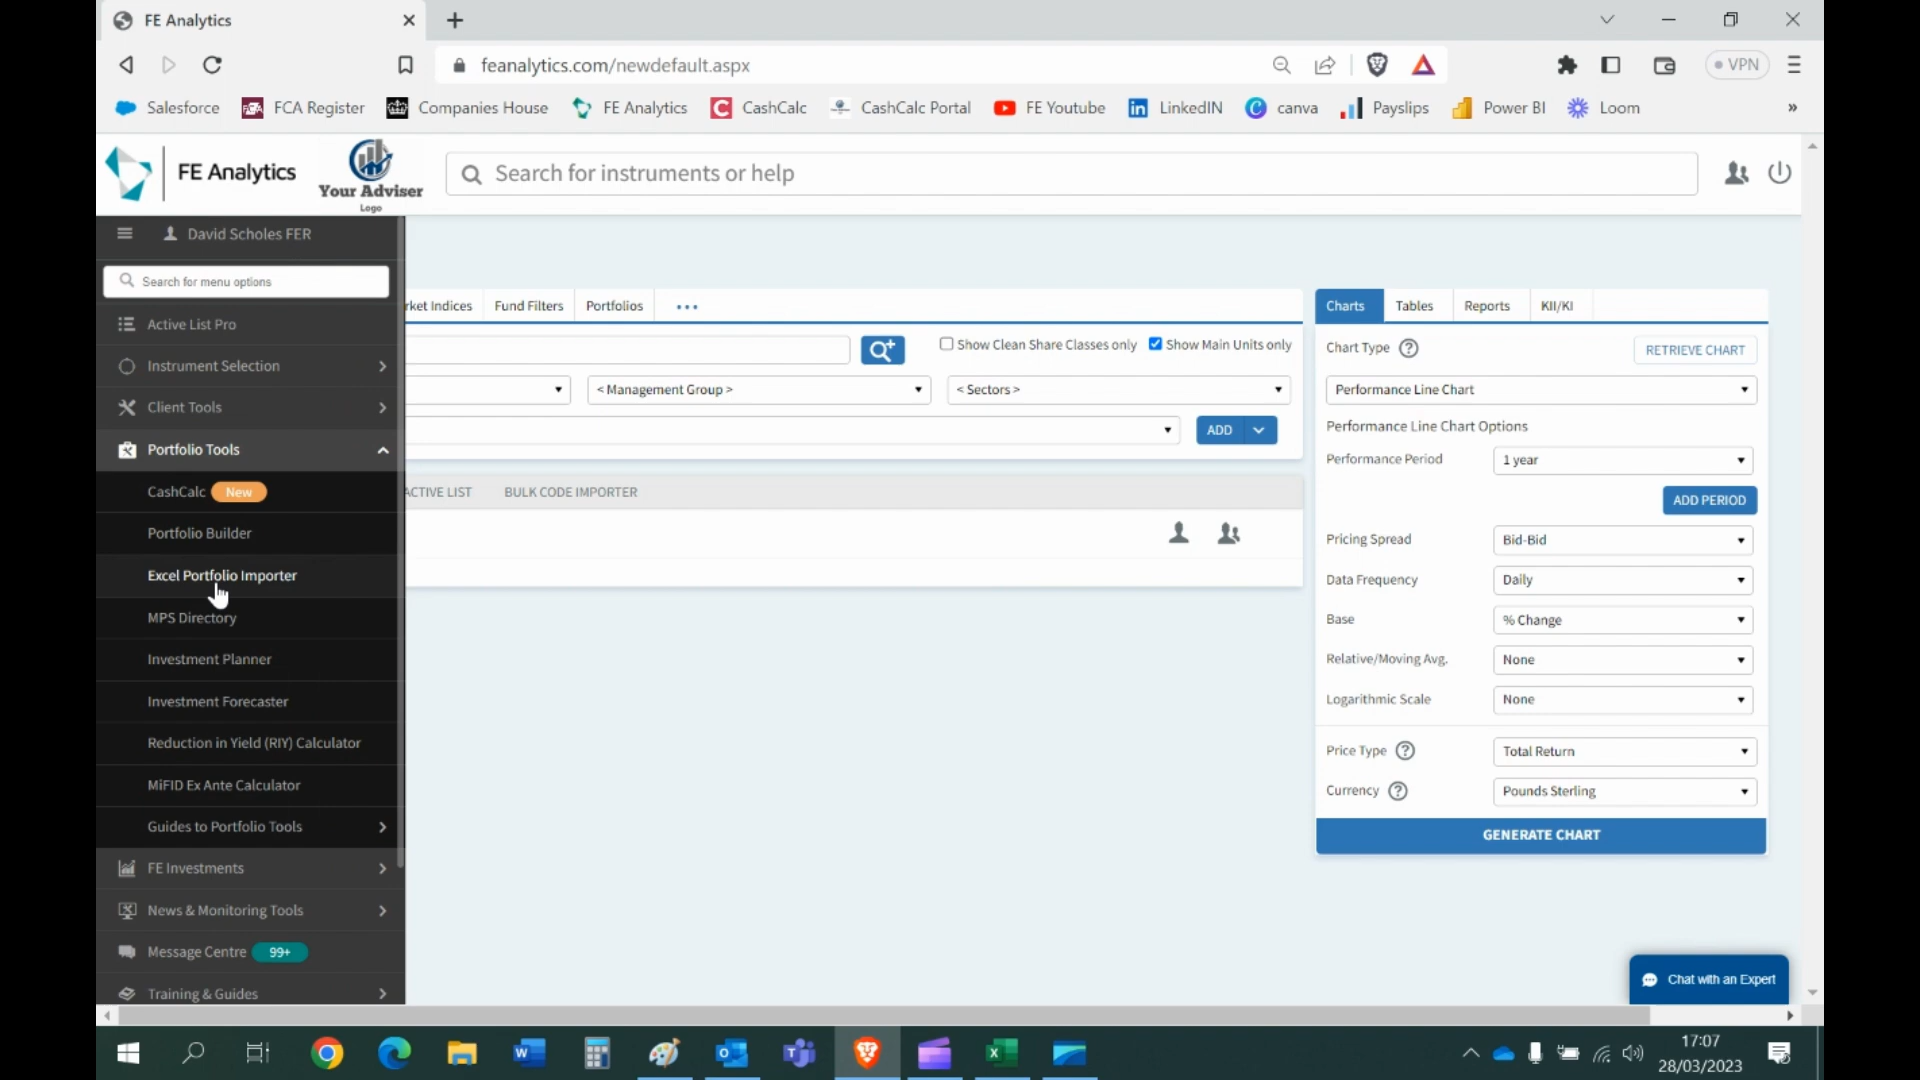 FE Analytics
feanalytics.com/newdefault.aspx
VPN
Salesforce
FCA Register
Companies House
FE Analytics
CashCalc
CashCalc Portal
FE Youtube
LinkedIN
canva
Payslips
Power BI
Loom
»
FE Analytics
Your Adviser
Logo
Search for instruments or help
David Scholes FER
Search for menu options
Active List Pro
Instrument Selection
Client Tools
Portfolio Tools
CashCalc New
Portfolio Builder
Excel Portfolio Importer
MPS Directory
Investment Planner
Investment Forecaster
Reduction in Yield (RIY) Calculator
MiFID Ex Ante Calculator
Guides to Portfolio Tools
FE Investments
News & Monitoring Tools
Message Centre 99+
Training & Guides
rket Indices
Fund Filters
Portfolios
Show Clean Share Classes only
Show Main Units only
< Management Group >
< Sectors >
ADD
ACTIVE LIST
BULK CODE IMPORTER
Charts
Tables
Reports
KII/KI
Chart Type ?
RETRIEVE CHART
Performance Line Chart
Performance Line Chart Options
Performance Period
1 year
ADD PERIOD
Pricing Spread
Bid-Bid
Data Frequency
Daily
Base
% Change
Relative/Moving Avg.
None
Logarithmic Scale
None
Price Type ?
Total Return
Currency ?
Pounds Sterling
GENERATE CHART
Chat with an Expert
17:07
28/03/2023